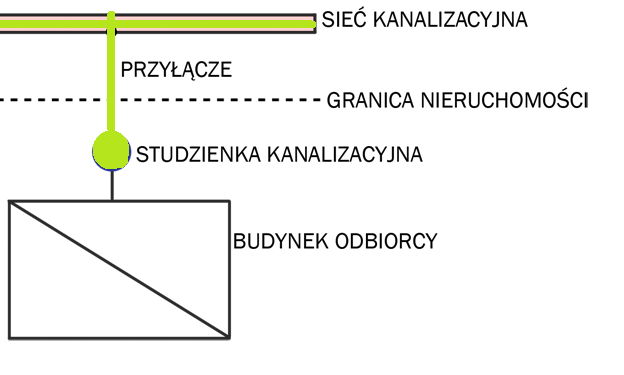 SIEĆ KANALIZACYJNA
PRZYŁĄCZE
GRANICA NIERUCHOMOŚCI
STUDZIENKA KANALIZACYJNA
BUDYNEK ODBIORCY